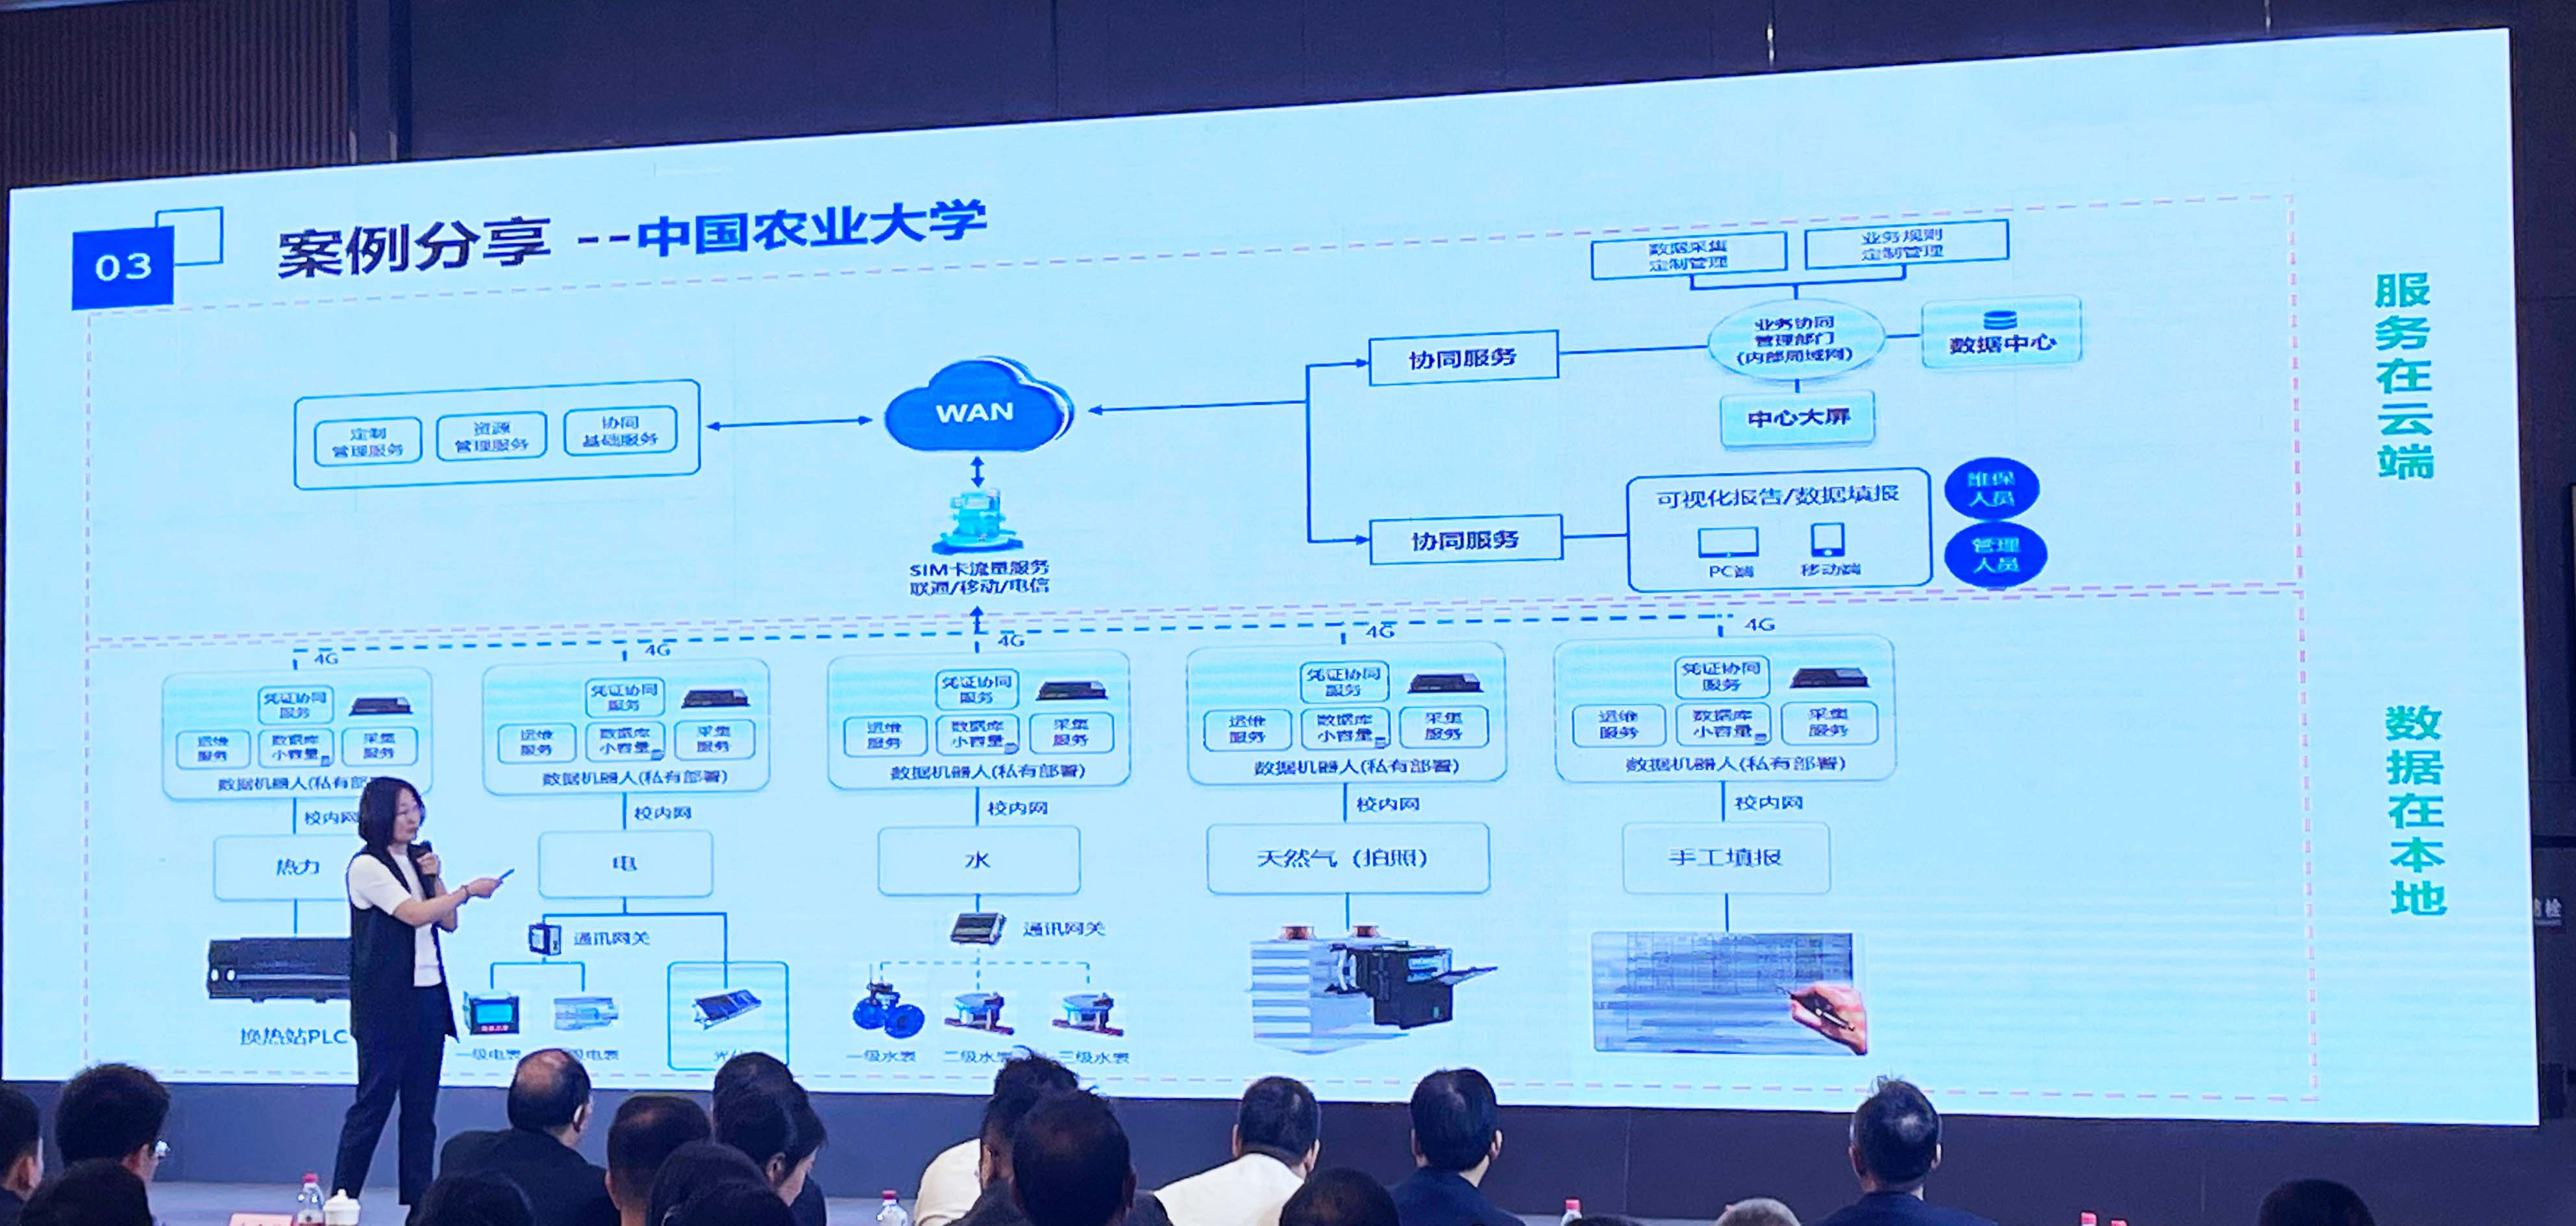 03
案例分享 --中国农业大学
数据采集
定制管理
业务规则
定制管理
业务协同
管理部门
(内部局域网)
数据中心
中心大屏
协同服务
定制
管理服务
资源
管理服务
协同
基础服务
WAN
SIM卡流量服务
联通/移动/电信
协同服务
可视化报告/数据填报
PC端
移动端
维保
人员
管理
人员
服务在云端
4G
4G
4G
4G
4G
凭证协同
服务
运维
服务
数据库
小容量
采集
服务
数据机器人(私有部
校内网
热力
换热站PLC
凭证协同
服务
运维
服务
数据库
小容量
采集
服务
数据机器人(私有部署)
校内网
电
通讯网关
一级电表
级电表
光
凭证协同
服务
运维
服务
数据库
小容量
采集
服务
数据机器人(私有部署)
校内网
水
通讯网关
一级水表
二级水表
三级水表
凭证协同
服务
运维
服务
数据库
小容量
采集
服务
数据机器人(私有部署)
校内网
天然气（拍照）
凭证协同
服务
运维
服务
数据库
小容量
采集
服务
数据机器人(私有部署)
校内网
手工填报
数据在本地